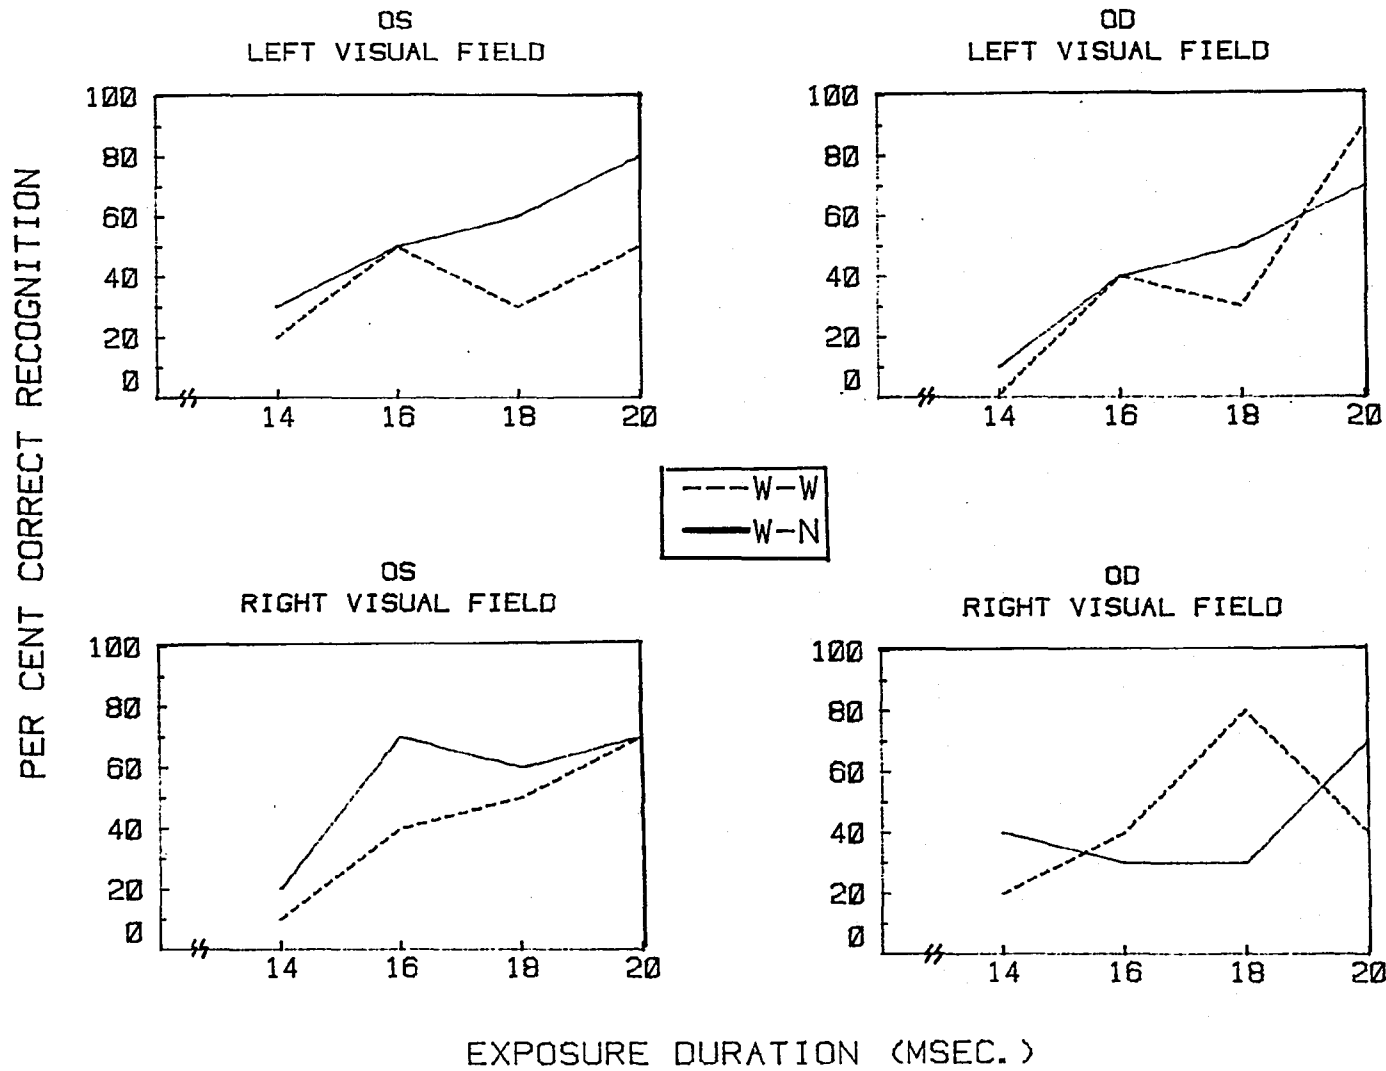 OS
LEFT VISUAL FIELD
OD
LEFT VISUAL FIELD
PER CENT CORRECT RECOGNITION
100
80
60
40
20
0
14 16 18 20
100
80
60
40
20
0
14 16 18 20
W-W
W-N
OS
RIGHT VISUAL FIELD
OD
RIGHT VISUAL FIELD
100
80
60
40
20
0
14 16 18 20
100
80
60
40
20
0
14 16 18 20
EXPOSURE DURATION (MSEC.)